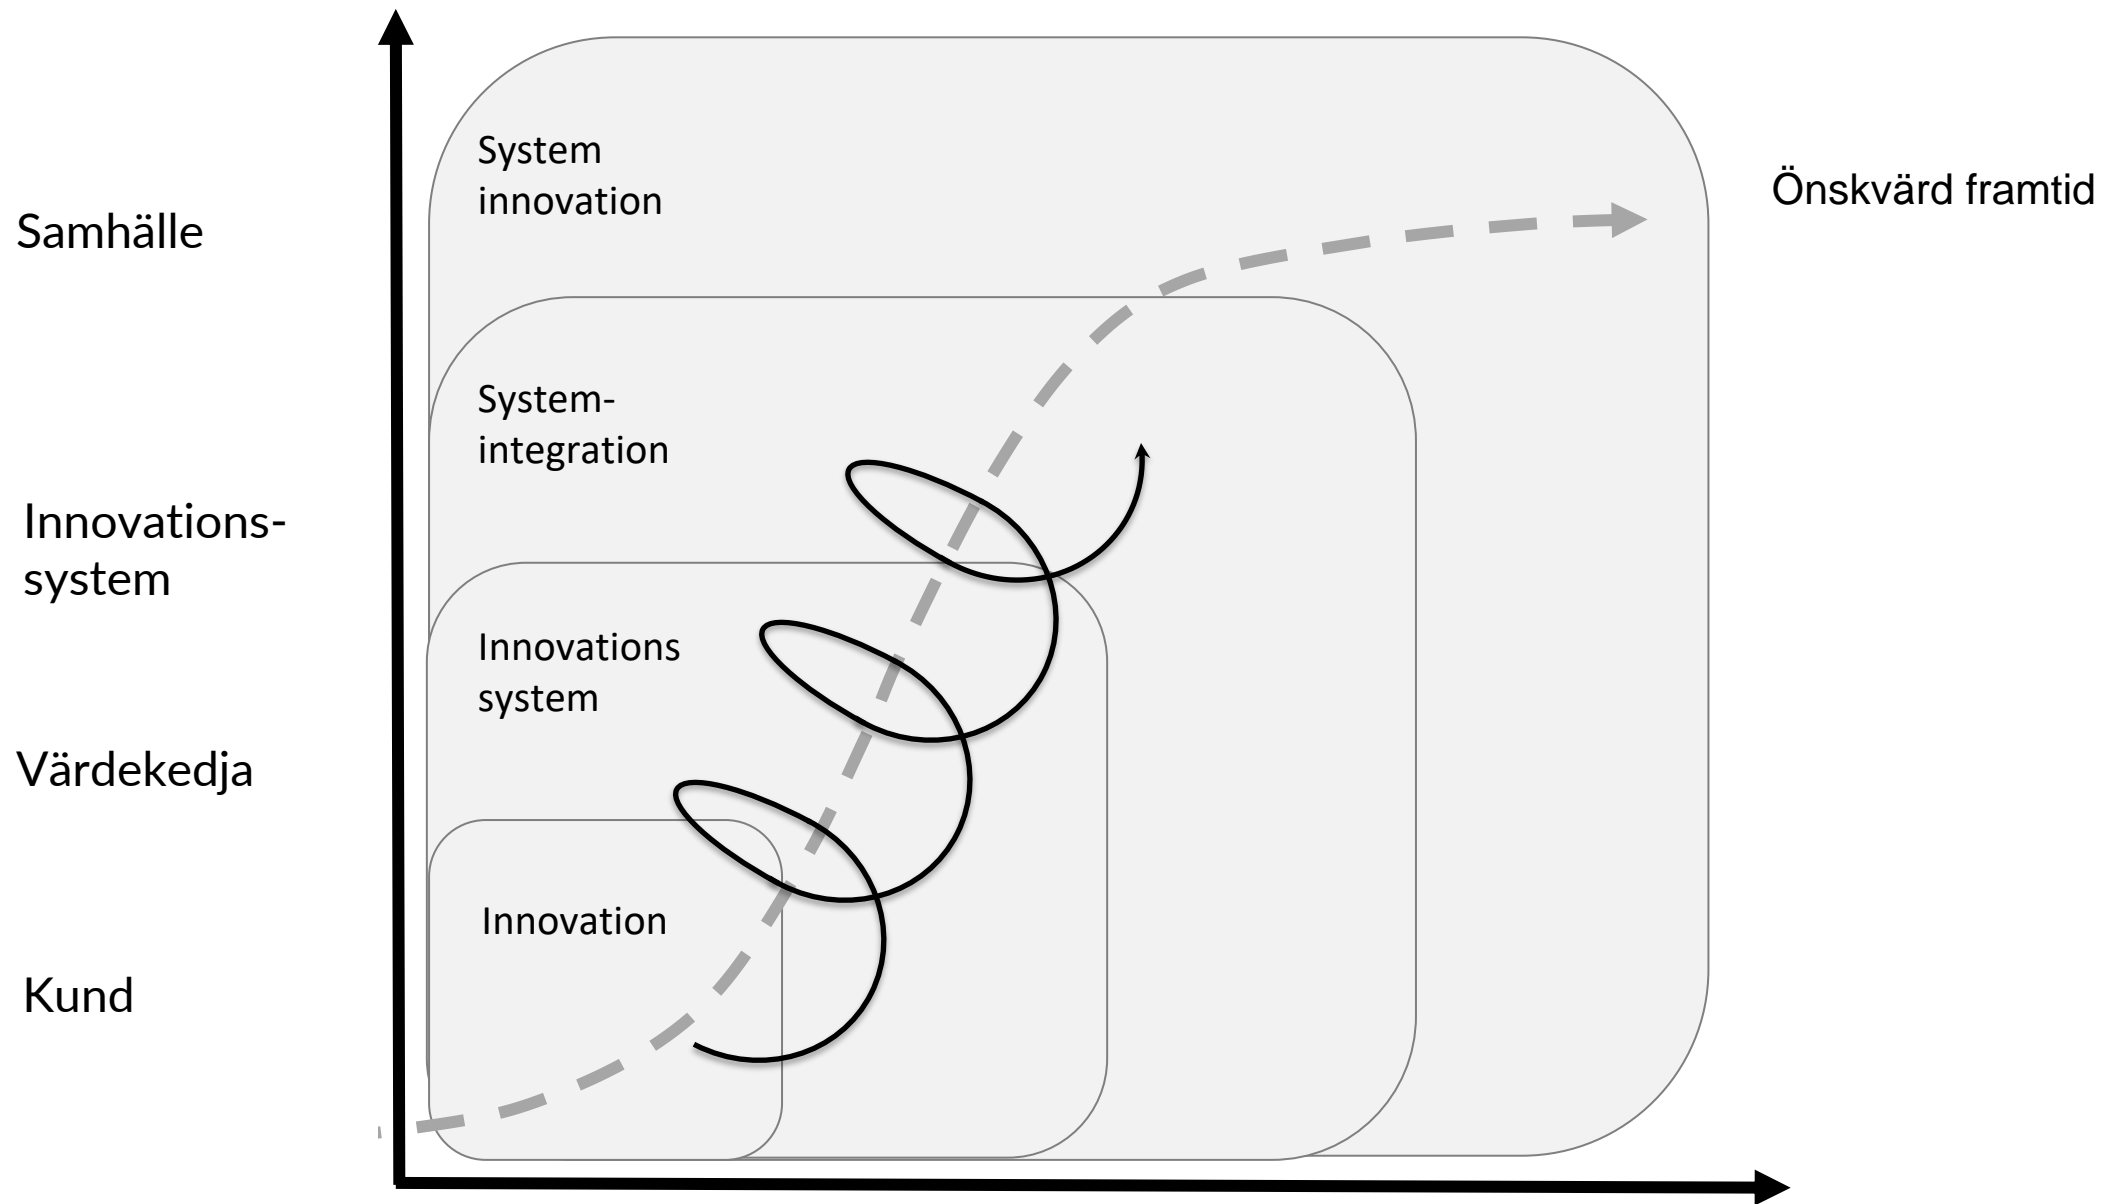 System
innovation
Önskvärd framtid
Samhälle
System-
integration
Innovations-
system
Innovations
system
Värdekedja
Innovation
Kund